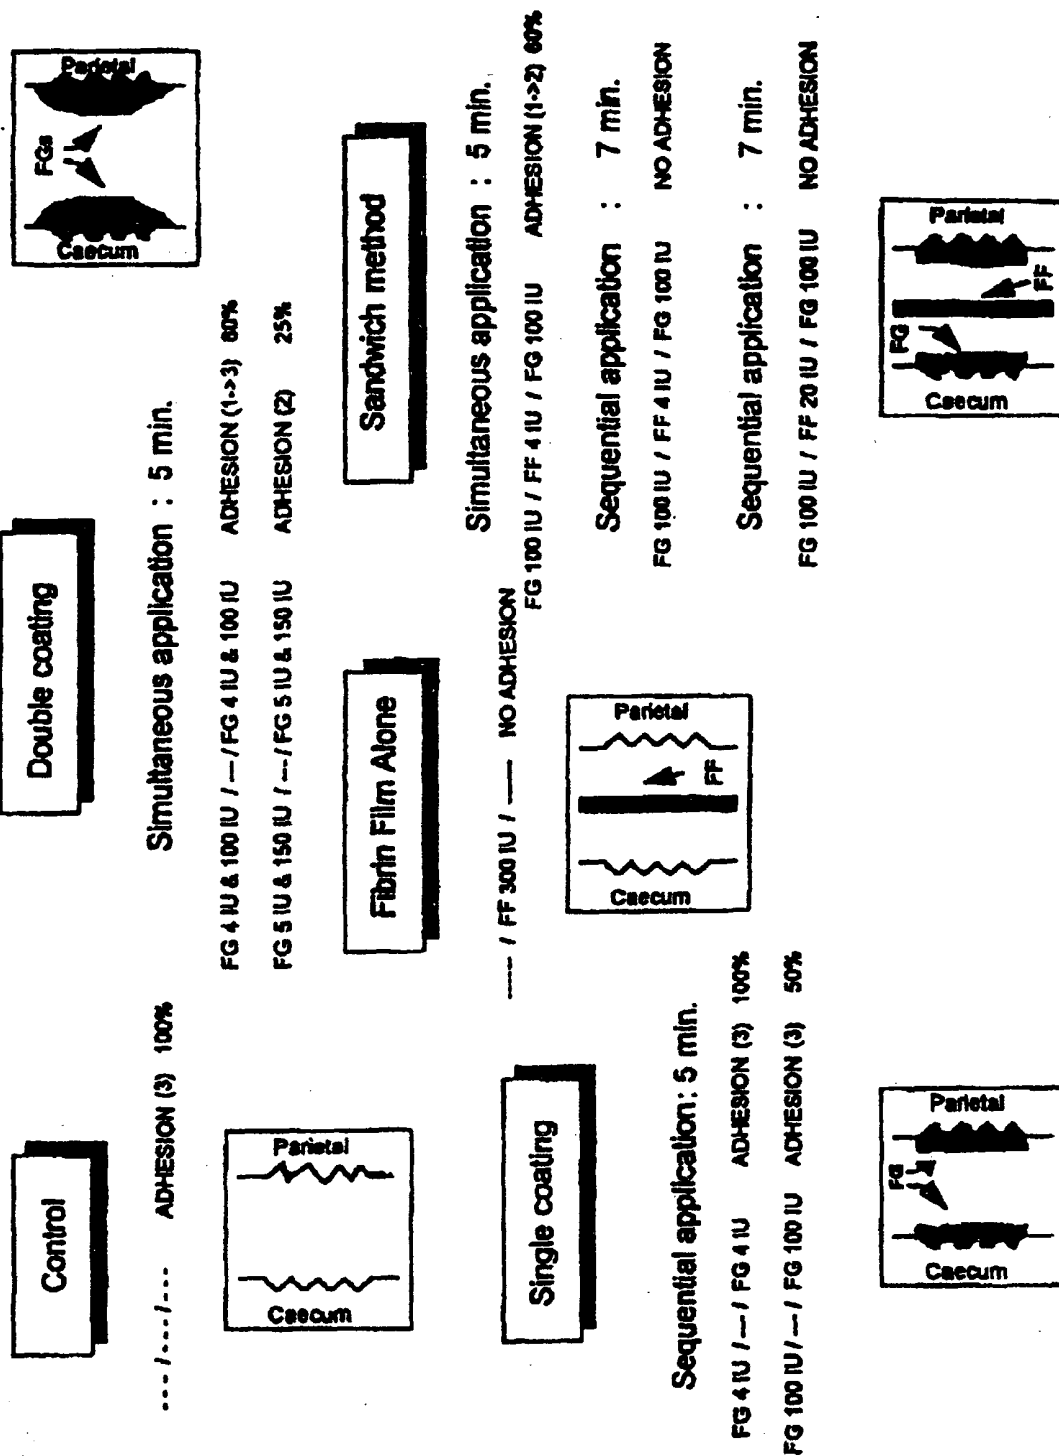 Control
--- / --- / --- ADHESION (3) 100%
Caecum
Parietal
Single coating
Sequential application : 5 min.
FG 4 IU / --- / FG 4 IU ADHESION (3) 100%
FG 100 IU / --- / FG 100 IU ADHESION (3) 50%
Caecum
FG
Parietal
Double coating
Simultaneous application : 5 min.
FG 4 IU & 100 IU / --- / FG 4 IU & 100 IU ADHESION (1->3) 80%
FG 5 IU & 150 IU / --- / FG 5 IU & 150 IU ADHESION (2) 25%
Caecum
FGs
Parietal
Fibrin Film Alone
----- / FF 300 IU / ----- NO ADHESION
Caecum
FF
Parietal
Sandwich method
Simultaneous application : 5 min.
FG 100 IU / FF 4 IU / FG 100 IU ADHESION (1->2) 60%
Sequential application : 7 min.
FG 100 IU / FF 4 IU / FG 100 IU NO ADHESION
Sequential application : 7 min.
FG 100 IU / FF 20 IU / FG 100 IU NO ADHESION
Caecum
FG
FF
Parietal